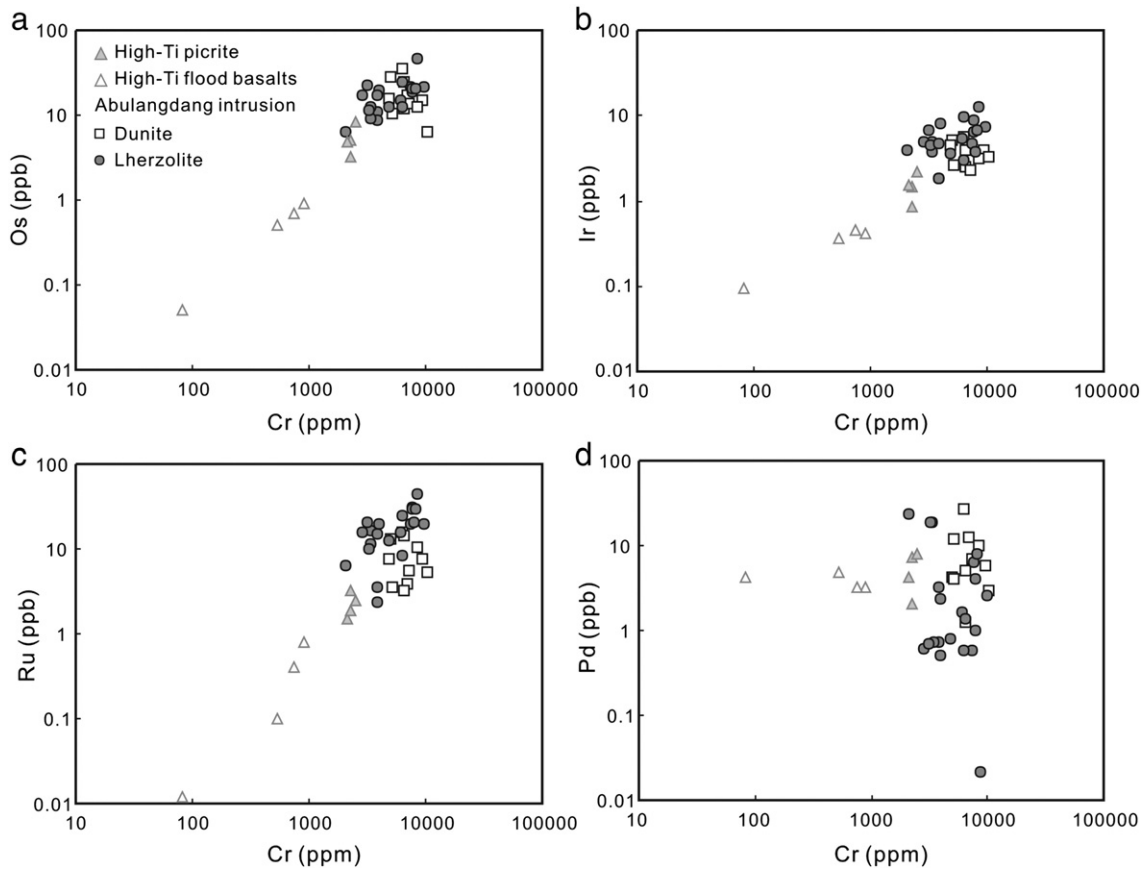 a
100
10
1
0.1
0.01
Os (ppb)
High-Ti picrite
High-Ti flood basalts
Abulangdang intrusion
Dunite
Lherzolite
10 100 1000 10000 100000
Cr (ppm)
b
100
10
1
0.1
0.01
Ir (ppb)
10 100 1000 10000 100000
Cr (ppm)
c
100
10
1
0.1
0.01
Ru (ppb)
10 100 1000 10000 100000
Cr (ppm)
d
100
10
1
0.1
0.01
Pd (ppb)
10 100 1000 10000 100000
Cr (ppm)